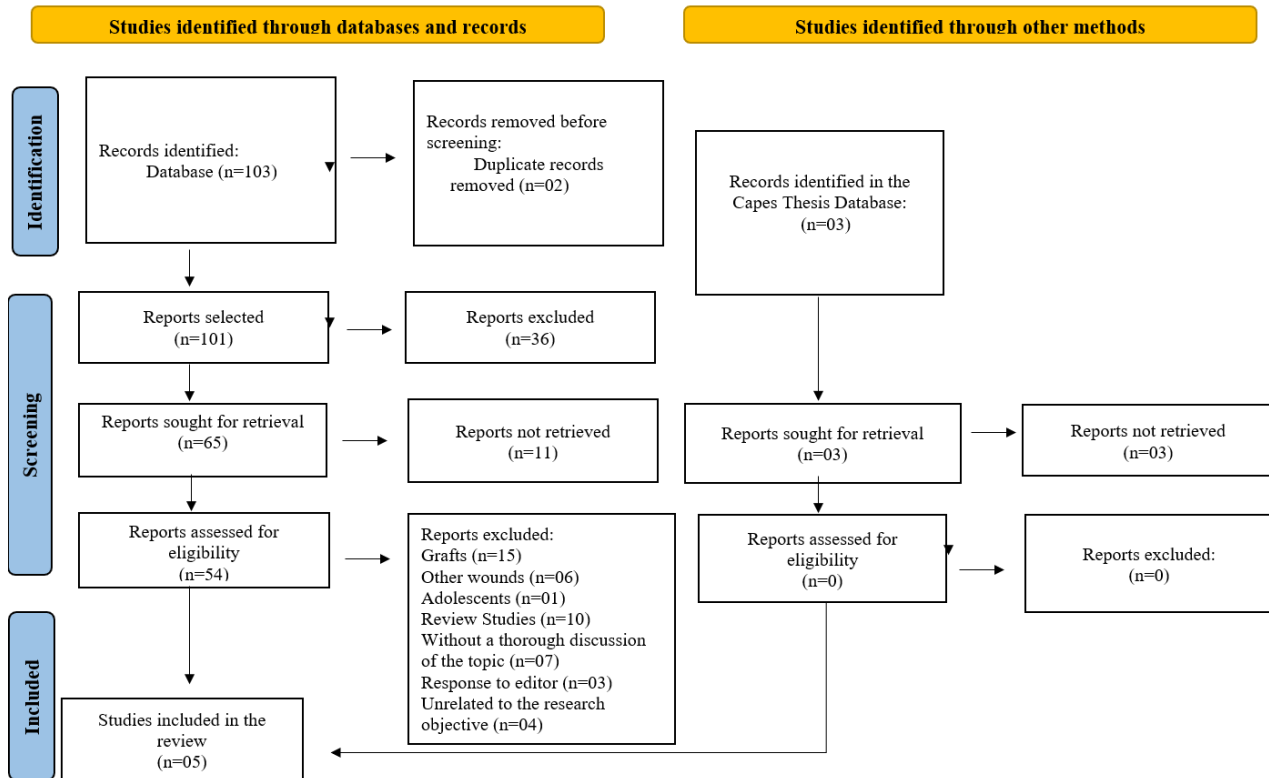 Studies identified through databases and records
Studies identified through other methods
Identification
Records identified:
Database (n=103)
Records removed before
screening:
Duplicate records
removed (n=02)
Records identified in the
Capes Thesis Database:
(n=03)
Screening
Reports selected
(n=101)
Reports excluded
(n=36)
Reports sought for retrieval
(n=65)
Reports not retrieved
(n=11)
Reports sought for retrieval
(n=03)
Reports not retrieved
(n=03)
Reports assessed for
eligibility
(n=54)
Reports excluded:
Grafts (n=15)
Other wounds (n=06)
Adolescents (n=01)
Review Studies (n=10)
Without a thorough discussion
of the topic (n=07)
Response to editor (n=03)
Unrelated to the research
objective (n=04)
Reports assessed for
eligibility
(n=0)
Reports excluded:
(n=0)
Included
Studies included in the
review
(n=05)